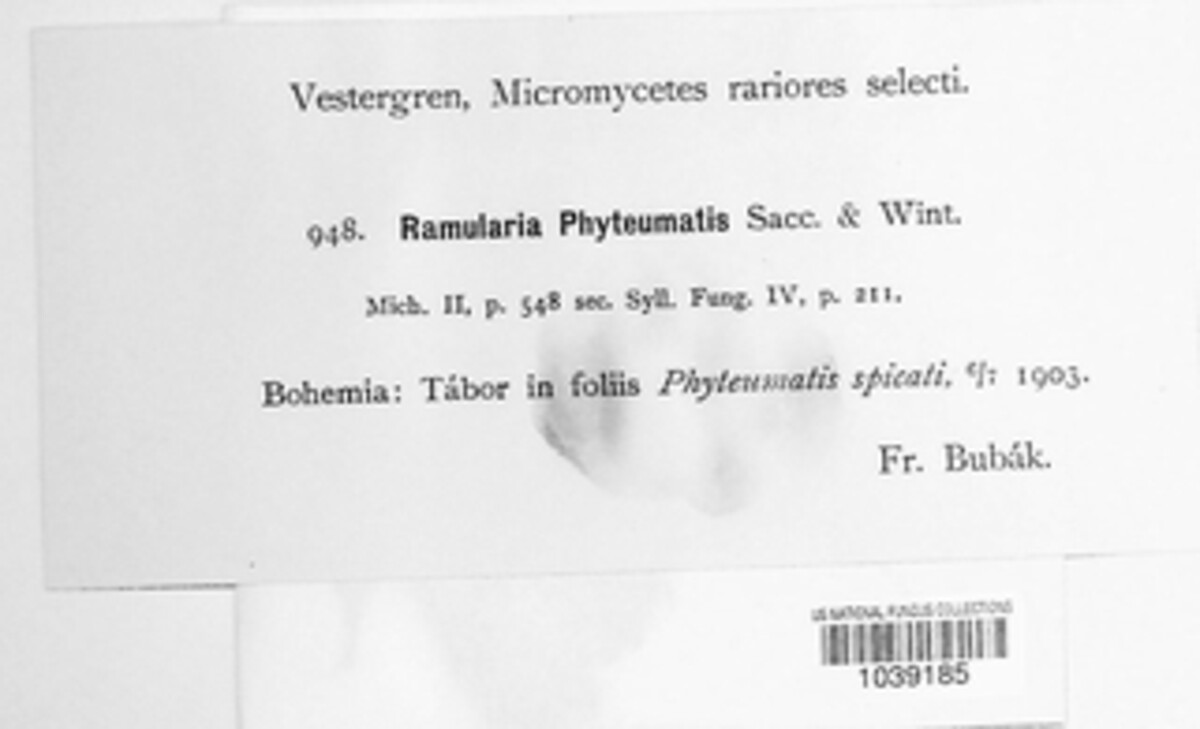 Vestergren, Micromycetes rariores selecti.
948. Ramularia Phyteumatis Sacc. & Wint.
Mich. II, p. 548 sec. Syll. Fung. IV, p. 211.
Bohemia: Tábor in foliis Phyteumatis spicati, 1903.
Fr. Bubák.
US NATIONAL FUNGUS COLLECTIONS
1039185